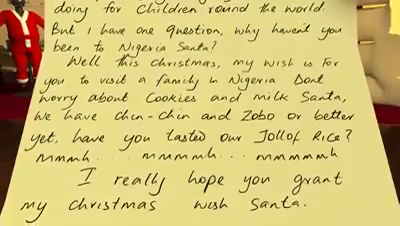 doing for children round the world.
But I have one question, why haven't you
been to Nigeria Santa?
Well this christmas, my wish is for
you to visit a family in Nigeria Dont
worry about Cookies and milk Santa,
we have Chin-Chin and Zobo or better
yet, have you tasted our Jollof Rice?
mmmh... mmmmh... mmmmmh
I really hope you grant
my christmas wish Santa.